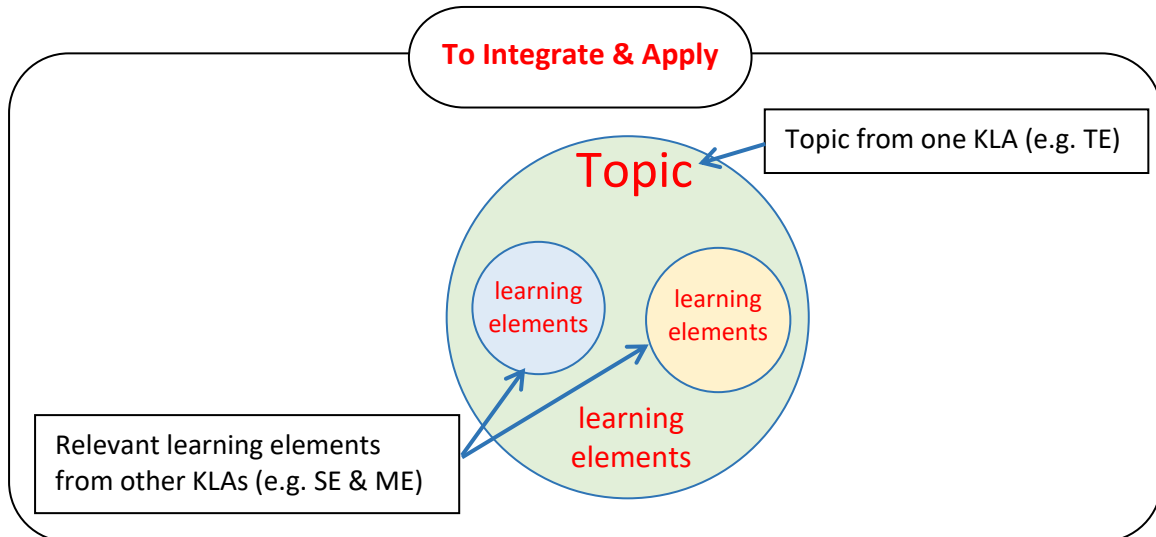 To Integrate & Apply
Topic from one KLA (e.g. TE)
Topic
learning
elements
learning
elements
learning
elements
Relevant learning elements
from other KLAs (e.g. SE & ME)